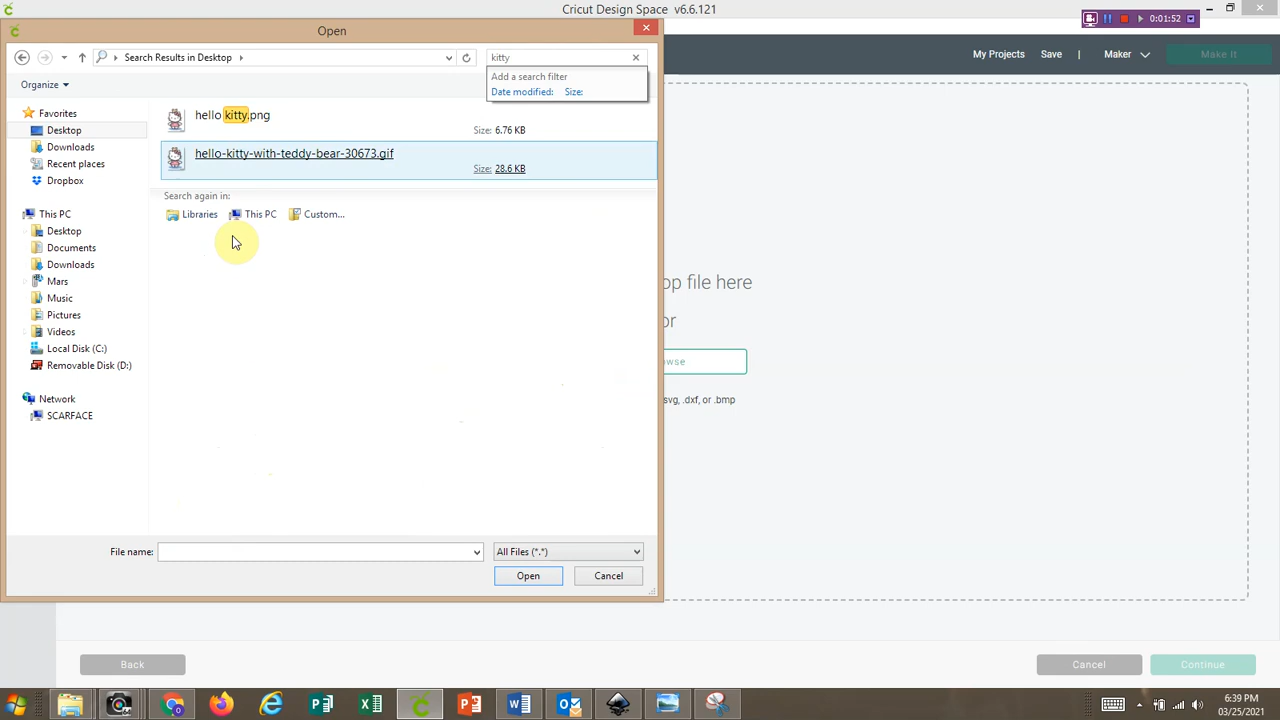 Cricut Design Space v6.6.121
0:01:52
Open
Search Results in Desktop
kitty
Organize
Add a search filter
Date modified: Size:
My Projects Save | Maker Make It
Favorites
Desktop
Downloads
Recent places
Dropbox
This PC
Desktop
Documents
Downloads
Mars
Music
Pictures
Videos
Local Disk (C:)
Removable Disk (D:)
Network
SCARFACE
hello kitty.png
Size: 6.76 KB
hello-kitty-with-teddy-bear-30673.gif
Size: 28.6 KB
Search again in:
Libraries This PC Custom...
file here
svg, .dxf, or .bmp
File name: All Files (*.*)
Open Cancel
Back Cancel Continue
6:39 PM
03/25/2021